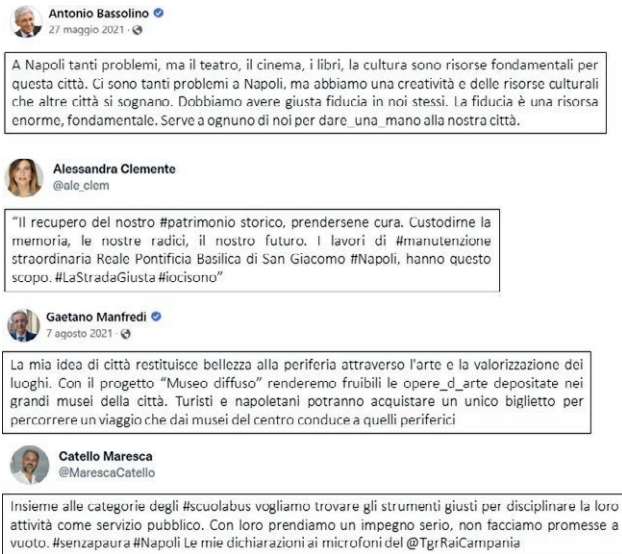 Antonio Bassolino
27 maggio 2021 ·
A Napoli tanti problemi, ma il teatro, il cinema, i libri, la cultura sono risorse fondamentali per
questa città. Ci sono tanti problemi a Napoli, ma abbiamo una creatività e delle risorse culturali
che altre città si sognano. Dobbiamo avere giusta fiducia in noi stessi. La fiducia è una risorsa
enorme, fondamentale. Serve a ognuno di noi per dare_una_mano alla nostra città.
Alessandra Clemente
@ale_clem
“Il recupero del nostro #patrimonio storico, prendersene cura. Custodirne la
memoria, le nostre radici, il nostro futuro. I lavori di #manutenzione
straordinaria Reale Pontificia Basilica di San Giacomo #Napoli, hanno questo
scopo. #LaStradaGiusta #iocisono”
Gaetano Manfredi
7 agosto 2021 ·
La mia idea di città restituisce bellezza alla periferia attraverso l'arte e la valorizzazione dei
luoghi. Con il progetto “Museo diffuso” renderemo fruibili le opere_d_arte depositate nei
grandi musei della città. Turisti e napoletani potranno acquistare un unico biglietto per
percorrere un viaggio che dai musei del centro conduce a quelli periferici
Catello Maresca
@MarescaCatello
Insieme alle categorie degli #scuolabus vogliamo trovare gli strumenti giusti per disciplinare la loro
attività come servizio pubblico. Con loro prendiamo un impegno serio, non facciamo promesse a
vuoto. #senzapaura #Napoli Le mie dichiarazioni ai microfoni del @TgrRaiCampania